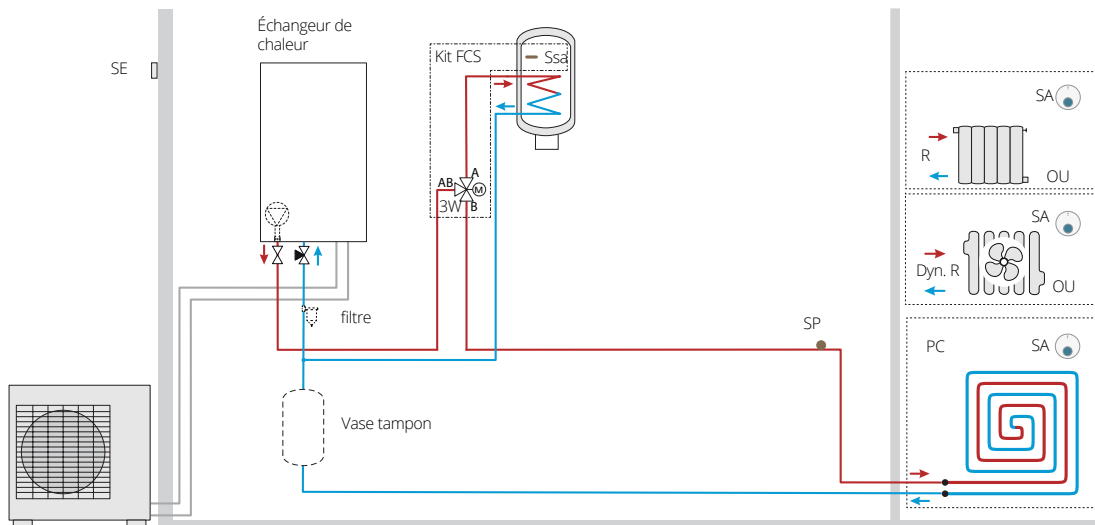 Échangeur de
chaleur
SE
Kit FCS
Ssa
A
AB
M
3W
B
filtre
Vase tampon
SP
SA
R
OU
SA
Dyn. R
OU
PC
SA